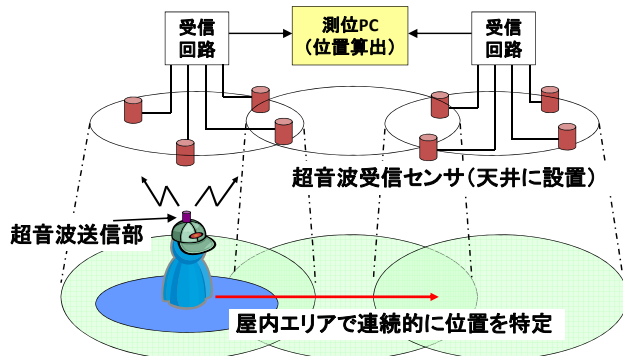 受信
回路
測位PC
（位置算出）
受信
回路
超音波受信センサ（天井に設置）
超音波送信部
屋内エリアで連続的に位置を特定